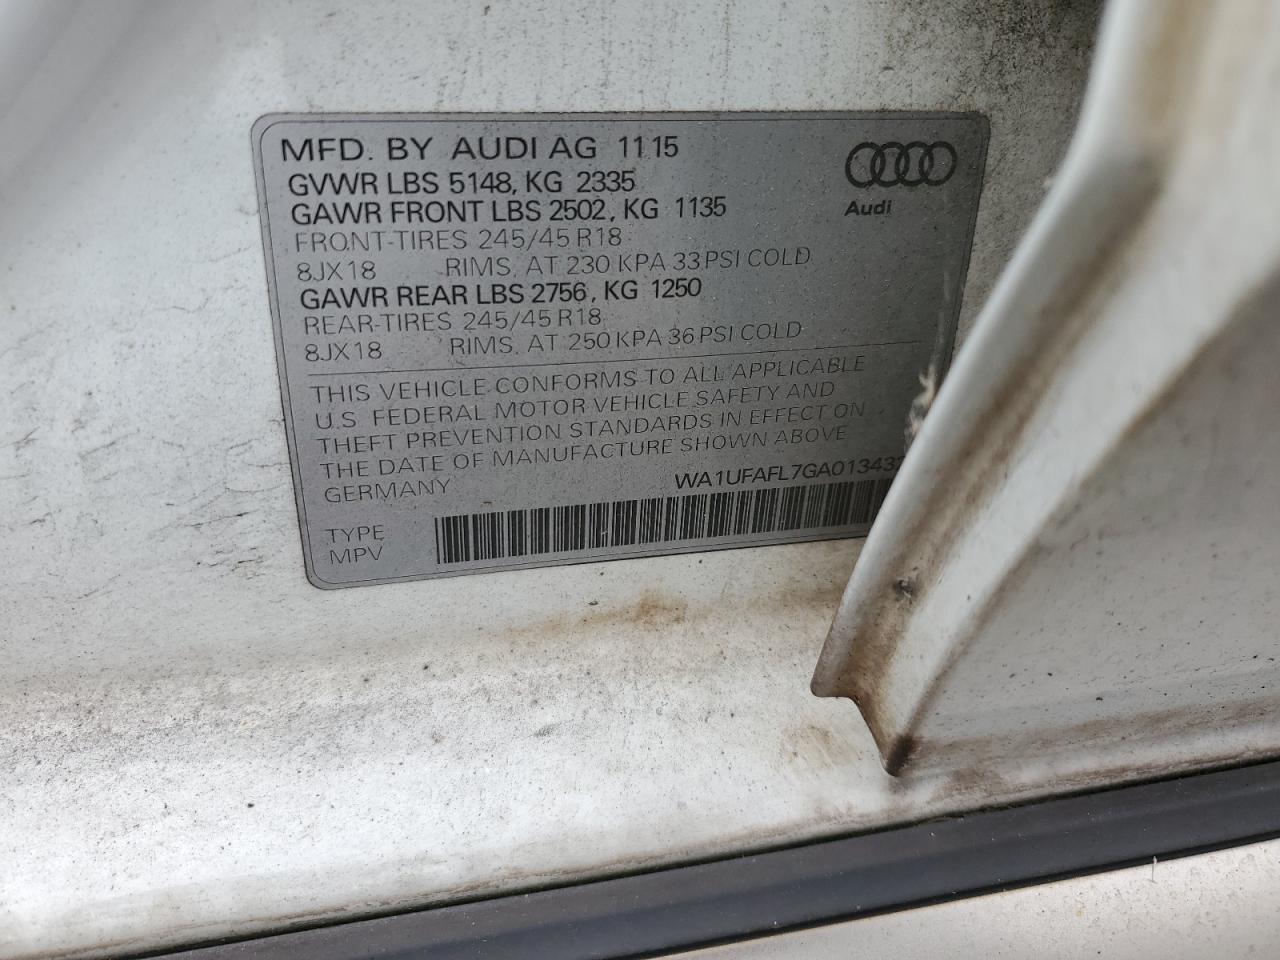 MFD. BY AUDI AG 11 15
GVWR LBS 5148, KG 2335
GAWR FRONT LBS 2502, KG 1135
FRONT-TIRES 245/45 R18
8JX18 RIMS, AT 230 KPA 33 PSI COLD
GAWR REAR LBS 2756, KG 1250
REAR-TIRES 245/45 R18
8JX18 RIMS, AT 250 KPA 36 PSI COLD
Audi
THIS VEHICLE CONFORMS TO ALL APPLICABLE
U.S. FEDERAL MOTOR VEHICLE SAFETY AND
THEFT PREVENTION STANDARDS IN EFFECT ON
THE DATE OF MANUFACTURE SHOWN ABOVE
GERMANY
TYPE
MPV